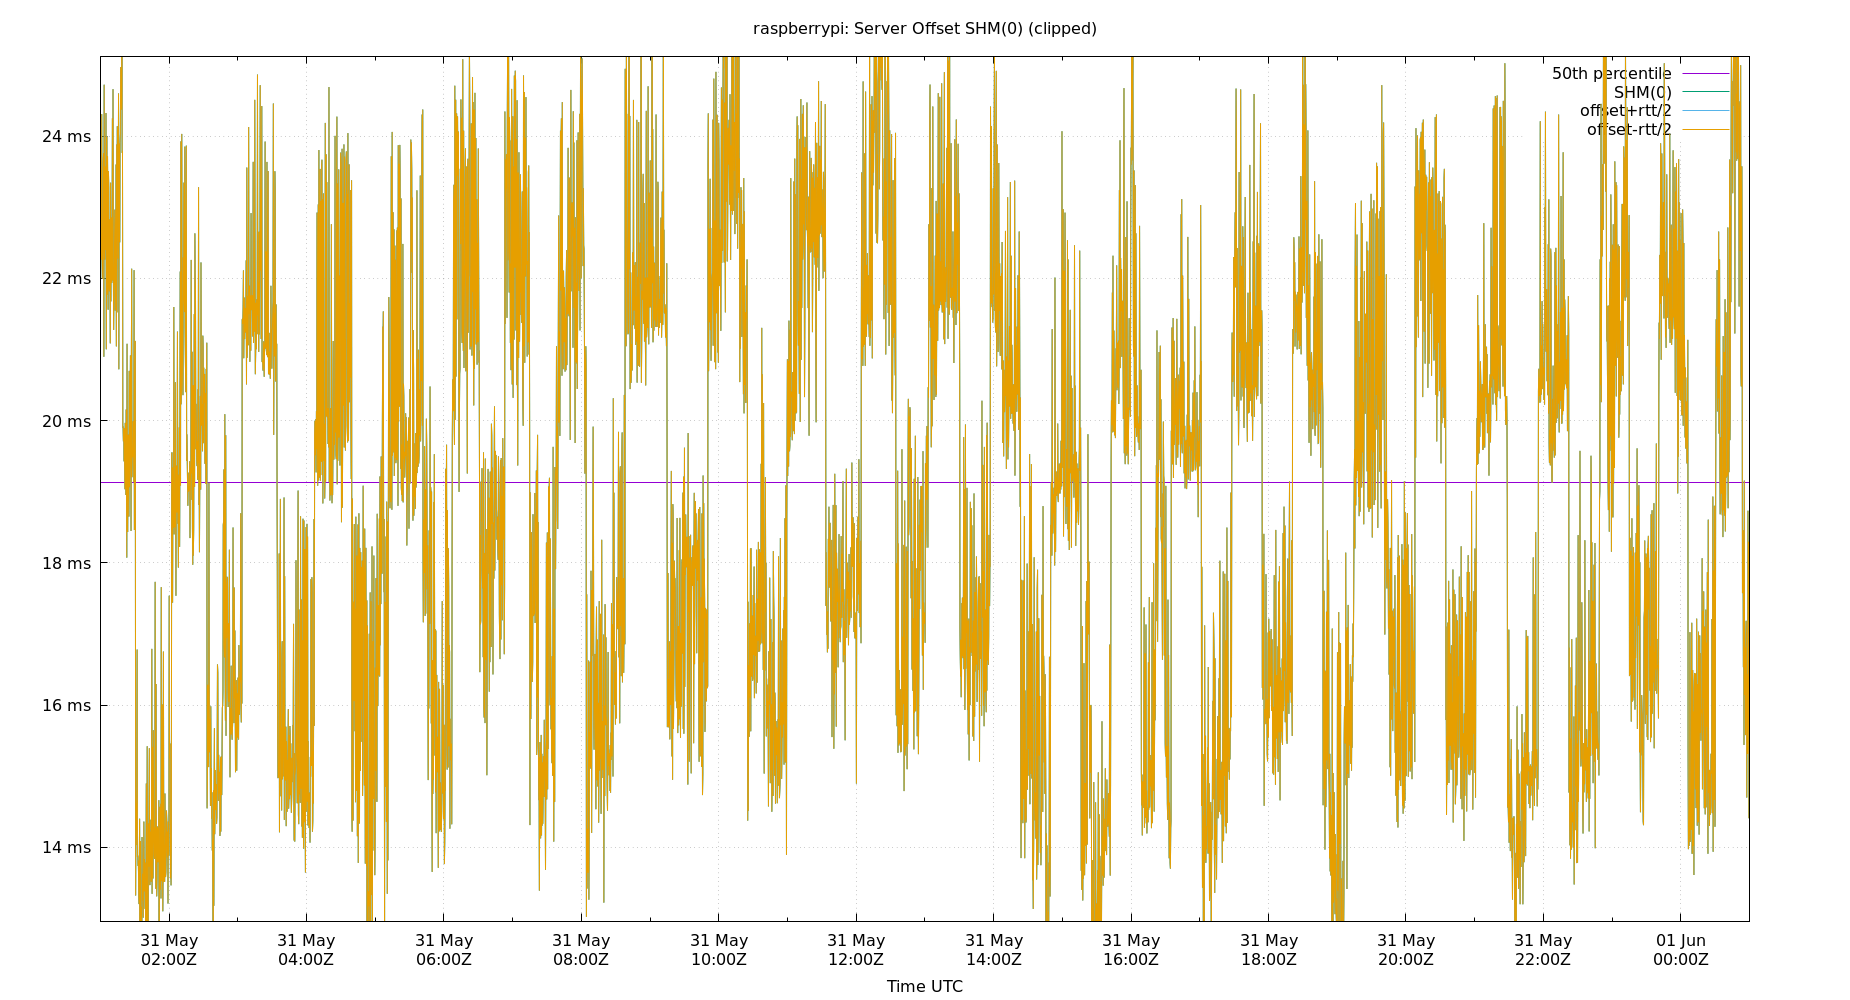 raspberrypi: Server Offset SHM(0) (clipped)
50th percentile
SHM(0)
offset+rtt/2
offset-rtt/2
24 ms
22 ms
20 ms
18 ms
16 ms
14 ms
31 May 31 May 31 May 31 May 31 May 31 May 31 May 31 May 31 May 31 May 31 May 01 Jun
02:00Z 04:00Z 06:00Z 08:00Z 10:00Z 12:00Z 14:00Z 16:00Z 18:00Z 20:00Z 22:00Z 00:00Z
Time UTC